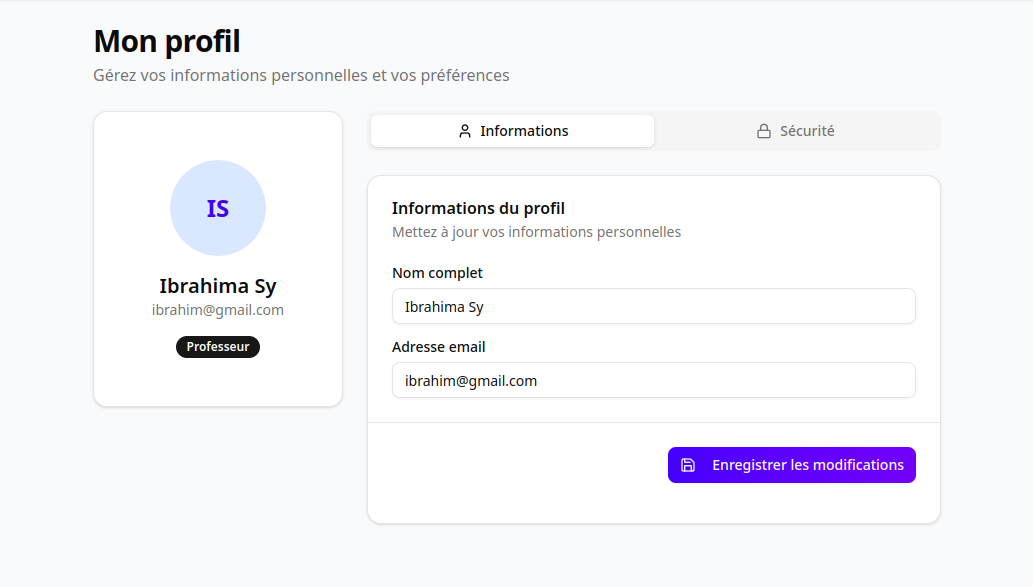 Mon profil
Gérez vos informations personnelles et vos préférences
IS
Ibrahima Sy
ibrahim@gmail.com
Professeur
Informations
Sécurité
Informations du profil
Mettez à jour vos informations personnelles
Nom complet
Ibrahima Sy
Adresse email
ibrahim@gmail.com
Enregistrer les modifications